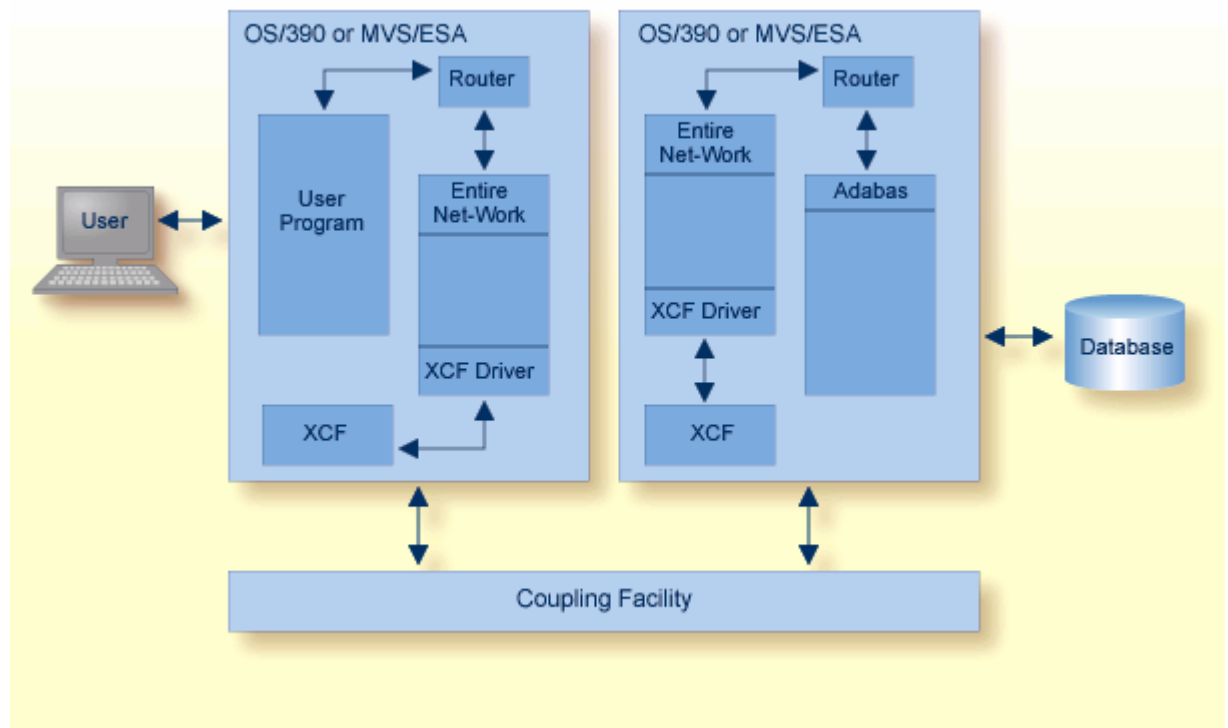 OS/390 or MVS/ESA
Router
User
Program
Entire
Net-Work
XCF Driver
XCF
User
OS/390 or MVS/ESA
Router
Entire
Net-Work
XCF Driver
XCF
Adabas
Database
Coupling Facility